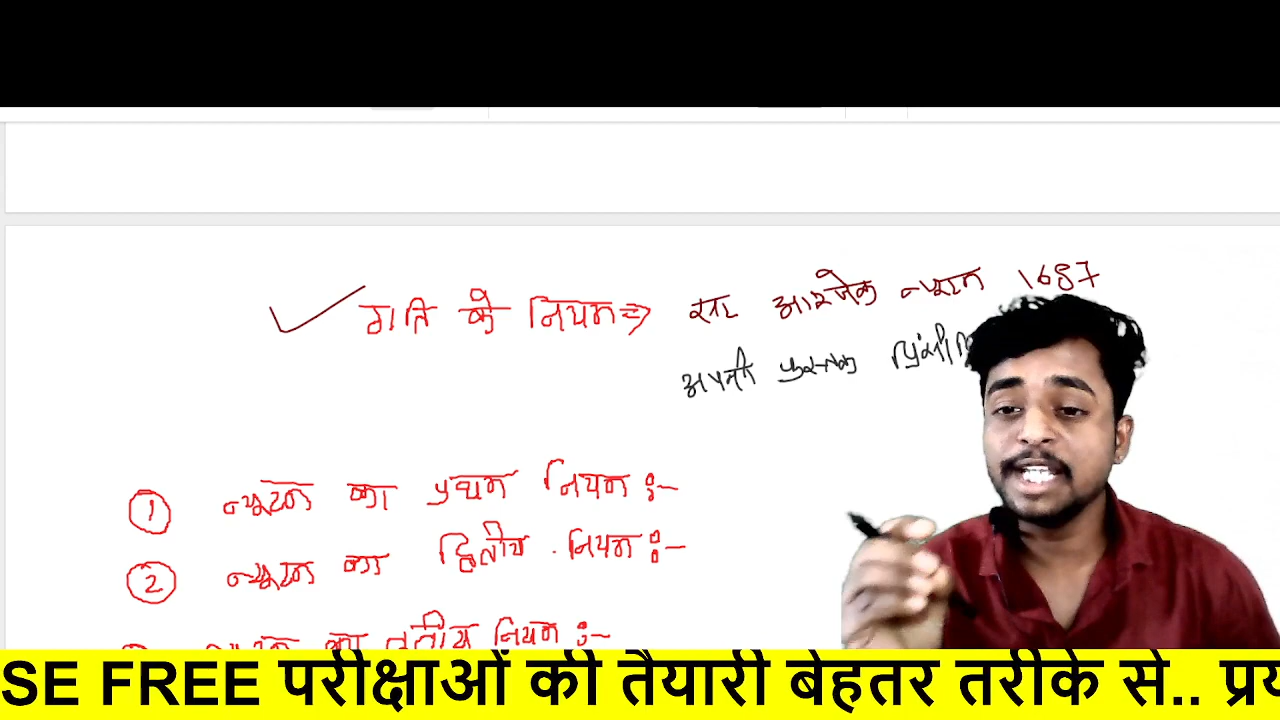 गति के नियम ⇒ सर आइजेक न्यूटन 1687
अपनी पुस्तक
① न्यूटन का प्रथम नियम :-
② न्यूटन का द्वितीय नियम :-
का तृतीय नियम :-
SE FREE परीक्षाओं की तैयारी बेहतर तरीके से.. प्रय